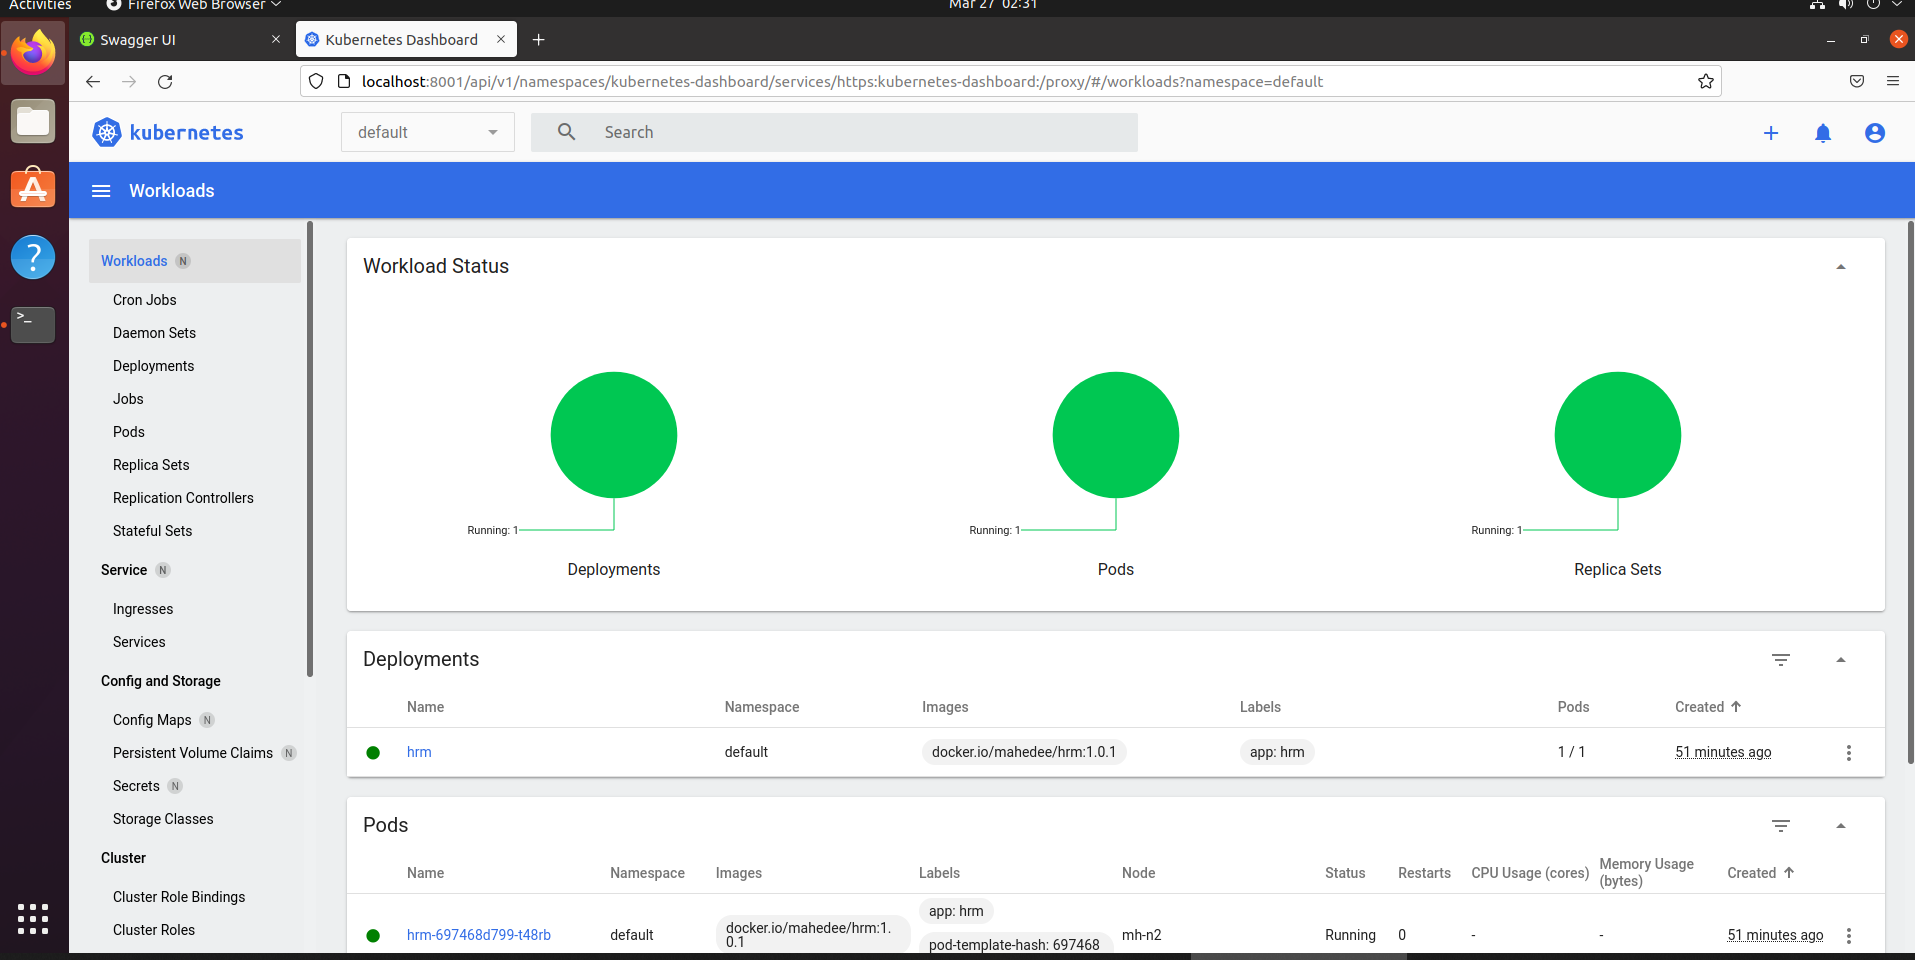 Activities Firefox Web Browser Mar 27 02:31
Swagger UI Kubernetes Dashboard
localhost:8001/api/v1/namespaces/kubernetes-dashboard/services/https:kubernetes-dashboard:/proxy/#/workloads?namespace=default
kubernetes default Search
Workloads
Workloads N
Cron Jobs
Daemon Sets
Deployments
Jobs
Pods
Replica Sets
Replication Controllers
Stateful Sets
Service N
Ingresses
Services
Config and Storage
Config Maps N
Persistent Volume Claims N
Secrets N
Storage Classes
Cluster
Cluster Role Bindings
Cluster Roles
Workload Status
Running: 1 Running: 1 Running: 1
Deployments Pods Replica Sets
Deployments
Name Namespace Images Labels Pods Created
hrm default docker.io/mahedee/hrm:1.0.1 app: hrm 1 / 1 51 minutes ago
Pods
Name Namespace Images Labels Node Status Restarts CPU Usage (cores) Memory Usage (bytes) Created
hrm-697468d799-t48rb default docker.io/mahedee/hrm:1.0.1 app: hrm pod-template-hash: 697468 mh-n2 Running 0 - - 51 minutes ago